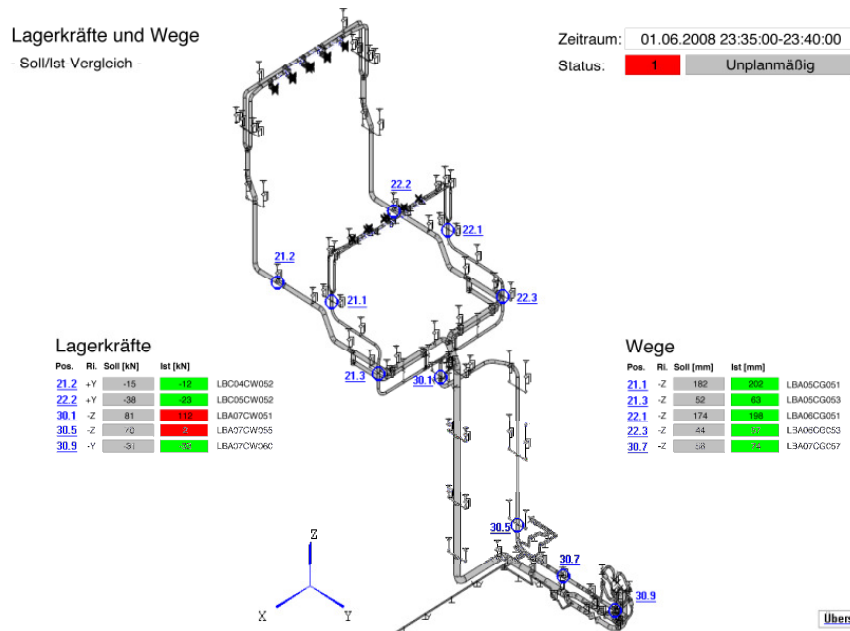 Lagerkräfte und Wege
Soll/Ist Vergleich
Zeitraum: 01.06.2008 23:35:00-23:40:00
Status: 1 Unplanmäßig
22.2
22.1
21.2
21.1
22.3
21.3
30.1
30.5
30.7
30.9
Lagerkräfte
Pos. Ri. Soll [kN] Ist [kN]
21.2 +Y -15 -12 LBC04CW052
22.2 +Y -38 -23 LBC05CW052
30.1 -Z 81 112 LBA07CW051
30.5 -Z 2 LBA07CW055
30.9 -Y LBA07CW060
Wege
Pos. Ri. Soll [mm] Ist [mm]
21.1 -Z 182 202 LBA05CG051
21.3 -Z 52 63 LBA05CG053
22.1 -Z 174 198 LBA06CG051
22.3 -Z 44 LBA06CG053
30.7 -Z LBA07CG057
Z
X
Y